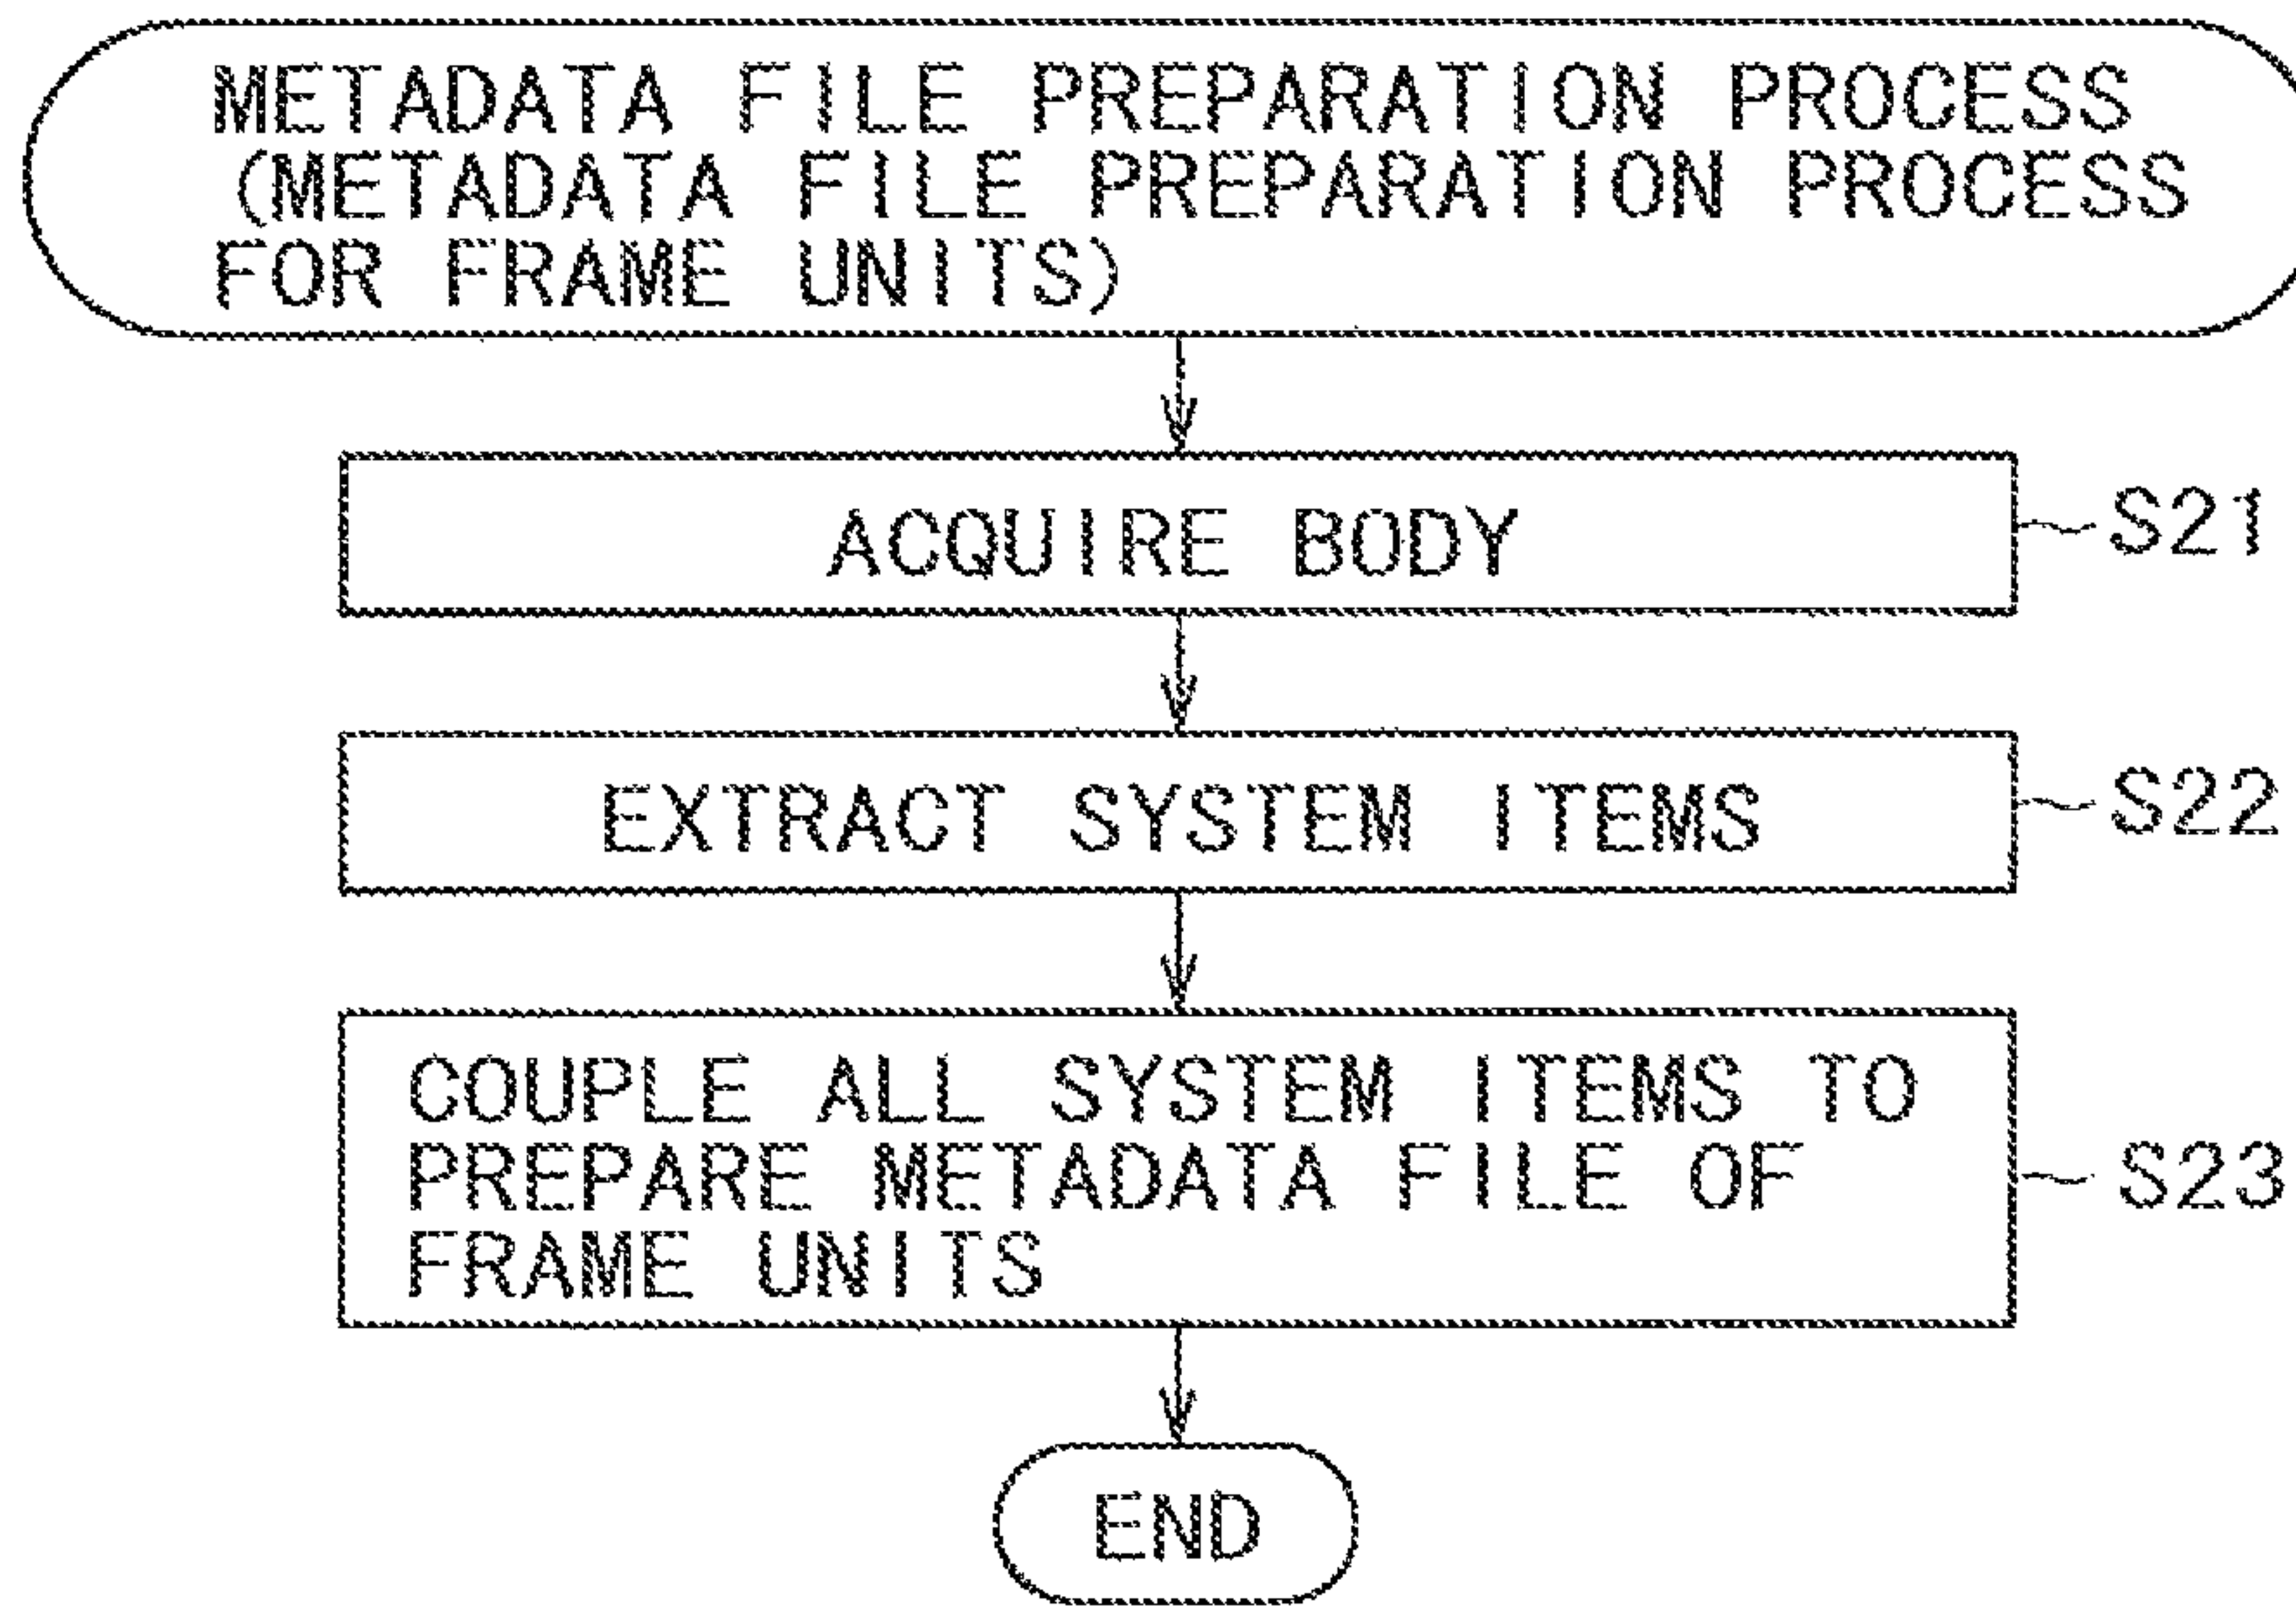 METADATA FILE PREPARATION PROCESS
(METADATA FILE PREPARATION PROCESS
FOR FRAME UNITS)
ACQUIRE BODY
S21
EXTRACT SYSTEM ITEMS
S22
COUPLE ALL SYSTEM ITEMS TO
PREPARE METADATA FILE OF
FRAME UNITS
S23
END